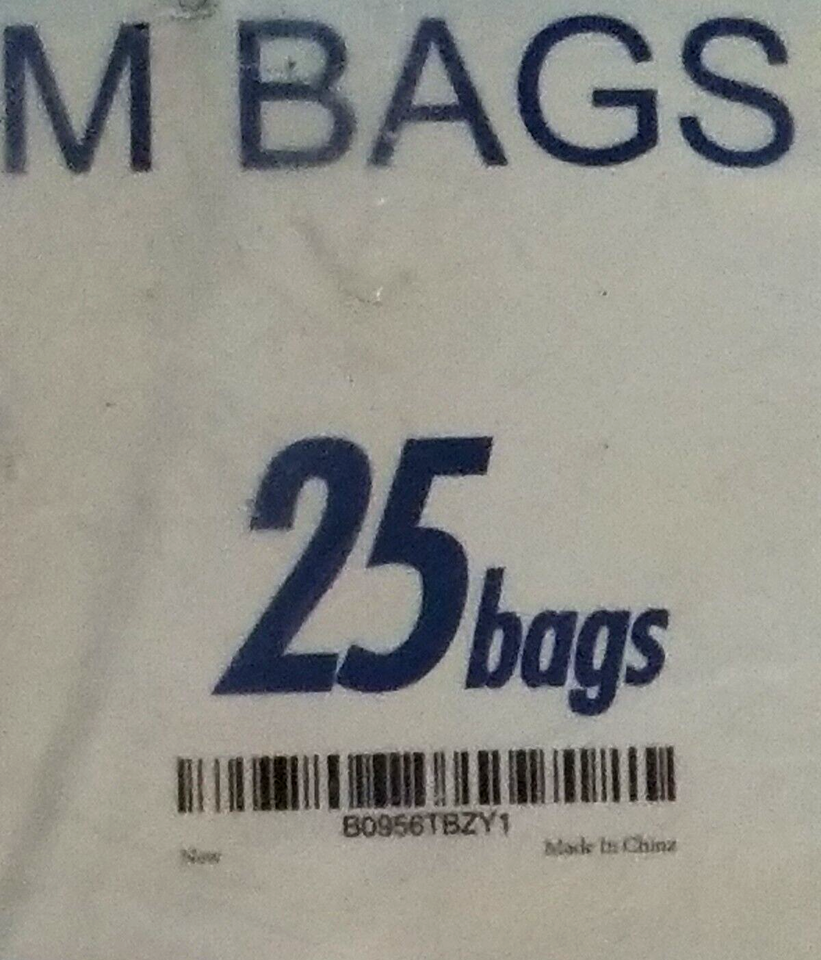 M BAGS
25 bags
B0956TBZY1
New
Made In China